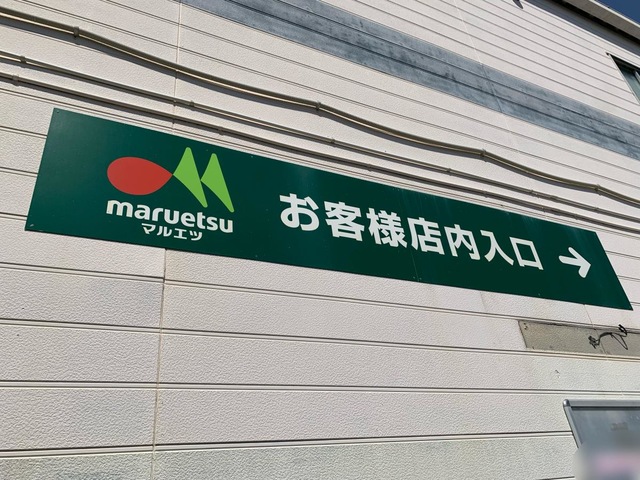 maruetsu
マルエツ
お客様店内入口 →